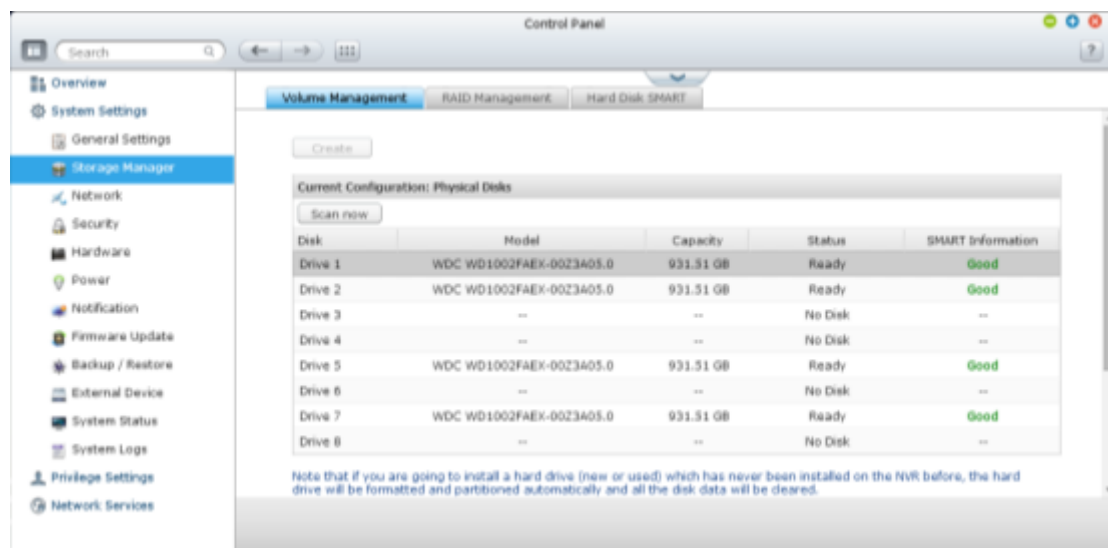 Control Panel
Search
?
Overview
System Settings
General Settings
Storage Manager
Network
Security
Hardware
Power
Notification
Firmware Update
Backup / Restore
External Device
System Status
System Logs
Privilege Settings
Network Services
Volume Management RAID Management Hard Disk SMART
Create
Current Configuration: Physical Disks
Scan now
Disk Model Capacity Status SMART Information
Drive 1 WDC WD1002FAEX-00Z3A05.0 931.51 GB Ready Good
Drive 2 WDC WD1002FAEX-00Z3A05.0 931.51 GB Ready Good
Drive 3 -- -- No Disk --
Drive 4 -- -- No Disk --
Drive 5 WDC WD1002FAEX-00Z3A05.0 931.51 GB Ready Good
Drive 6 -- -- No Disk --
Drive 7 WDC WD1002FAEX-00Z3A05.0 931.51 GB Ready Good
Drive 8 -- -- No Disk --
Note that if you are going to install a hard drive (new or used) which has never been installed on the NVR before, the hard
drive will be formatted and partitioned automatically and all the disk data will be cleared.